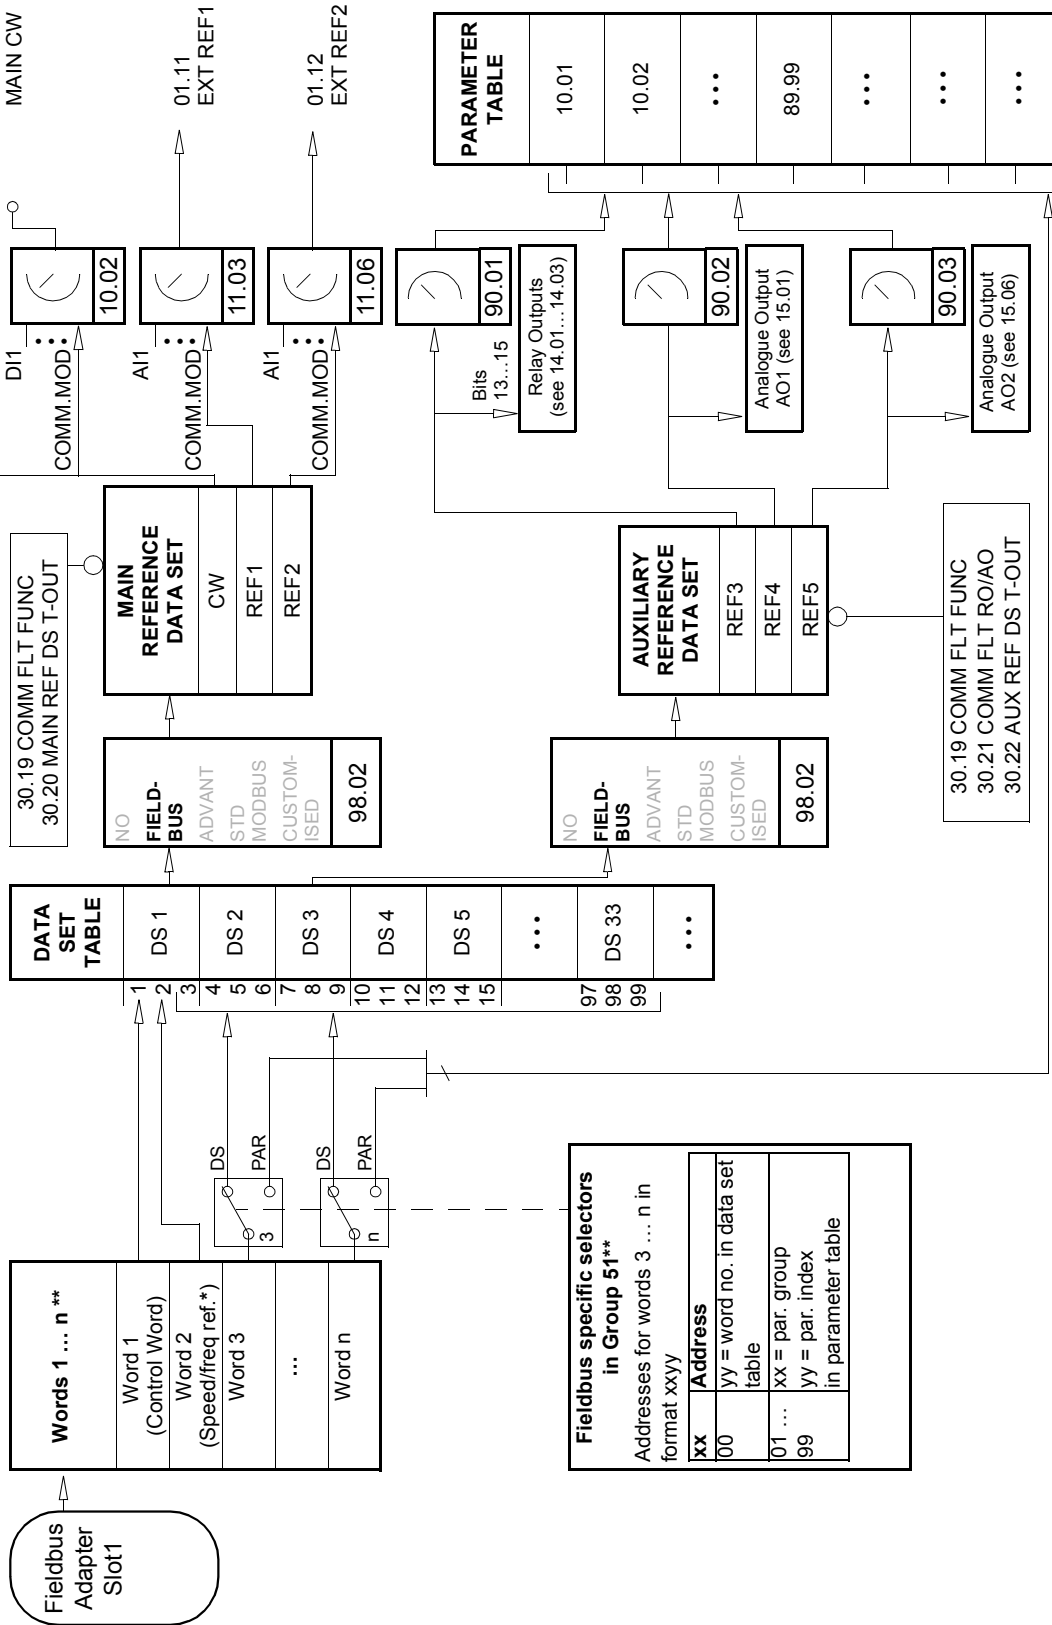 Fieldbus
Adapter
Slot1
Words 1 … n **
Word 1
(Control Word)
Word 2
(Speed/freq ref.*)
Word 3
...
Word n
3
DS
PAR
n
DS
PAR
Fieldbus specific selectors
in Group 51**
Addresses for words 3 … n in
format xxyy
xx Address
00 yy = word no. in data set
table
01 … xx = par. group
99 yy = par. index
in parameter table
DATA
SET
TABLE
1
2
3
DS 1
4
5
6
DS 2
7
8
9
DS 3
10
11
12
DS 4
13
14
15
DS 5
...
97
98
99
DS 33
...
NO
FIELD-
BUS
ADVANT
STD
MODBUS
CUSTOM-
ISED
98.02
NO
FIELD-
BUS
ADVANT
STD
MODBUS
CUSTOM-
ISED
98.02
30.19 COMM FLT FUNC
30.20 MAIN REF DS T-OUT
MAIN
REFERENCE
DATA SET
CW
REF1
REF2
AUXILIARY
REFERENCE
DATA SET
REF3
REF4
REF5
30.19 COMM FLT FUNC
30.21 COMM FLT RO/AO
30.22 AUX REF DS T-OUT
DI1
...
COMM.MOD
10.02
MAIN CW
AI1
...
COMM.MOD
11.03
01.11
EXT REF1
AI1
...
COMM.MOD
11.06
01.12
EXT REF2
Bits
13…15
90.01
Relay Outputs
(see 14.01…14.03)
90.02
Analogue Output
AO1 (see 15.01)
90.03
Analogue Output
AO2 (see 15.06)
PARAMETER
TABLE
10.01
10.02
...
89.99
...
...
...